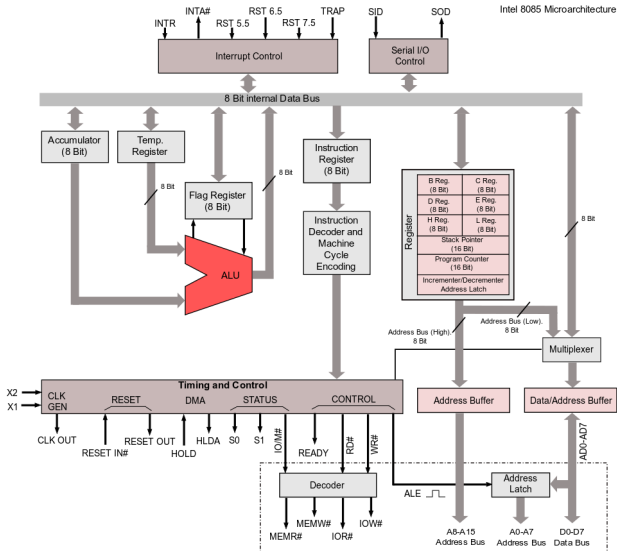 Intel 8085 Microarchitecture
INTR
INTA#
RST 5.5
RST 6.5
RST 7.5
TRAP
SID
SOD
Interrupt Control
Serial I/O
Control
8 Bit internal Data Bus
Accumulator
(8 Bit)
Temp.
Register
Flag Register
(8 Bit)
8 Bit
8 Bit
ALU
Instruction
Register
(8 Bit)
Instruction
Decoder and
Machine
Cycle
Encoding
Register
B Reg.
(8 Bit)
C Reg.
(8 Bit)
D Reg.
(8 Bit)
E Reg.
(8 Bit)
H Reg.
(8 Bit)
L Reg.
(8 Bit)
Stack Pointer
(16 Bit)
Program Counter
(16 Bit)
Incrementer/Decrementer
Address Latch
8 Bit
Address Bus (High).
8 Bit
Address Bus (Low).
8 Bit
Multiplexer
Address Buffer
Data/Address Buffer
AD0-AD7
X2
X1
Timing and Control
CLK
GEN
RESET
DMA
STATUS
CONTROL
CLK OUT
RESET IN#
RESET OUT
HOLD
HLDA
S0
S1
IO/M#
READY
RD#
WR#
ALE
Decoder
MEMR#
MEMW#
IOR#
IOW#
Address
Latch
A8-A15
Address Bus
A0-A7
Address Bus
D0-D7
Data Bus